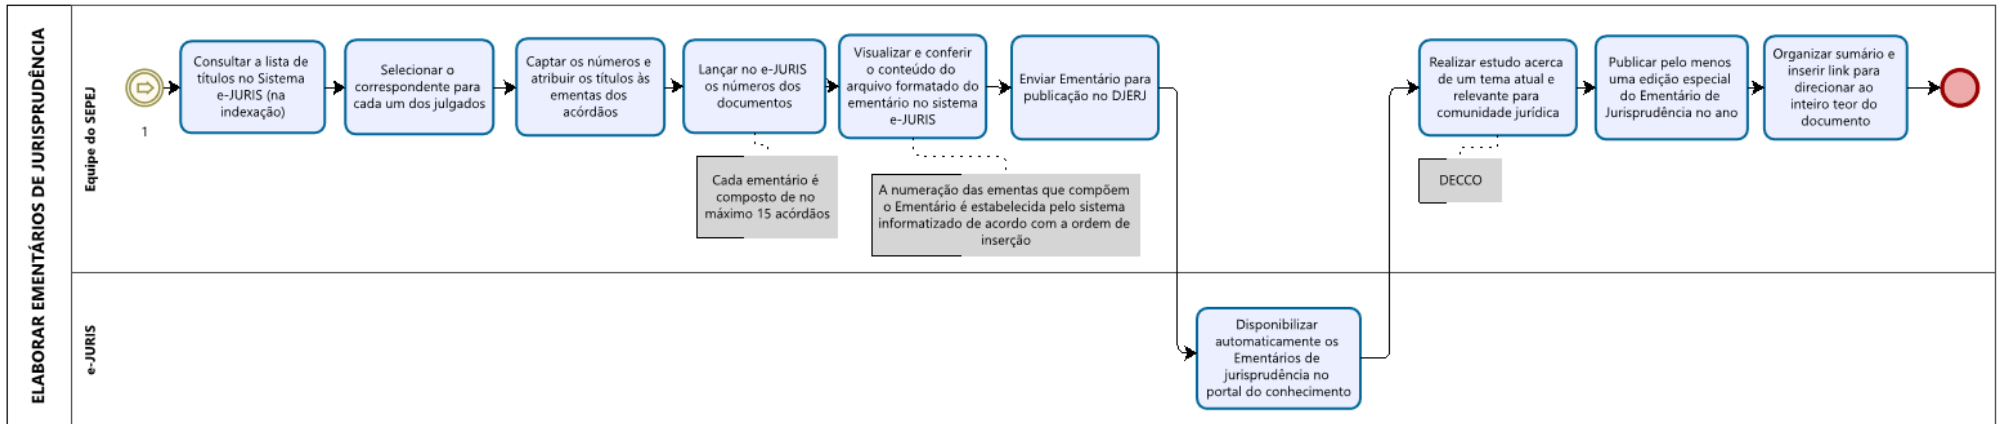 ELABORAR EMENTÁRIOS DE JURISPRUDÊNCIA
Equipe do SEPEJ
1
Consultar a lista de
títulos no Sistema
e-JURIS (na
indexação)
Selecionar o
correspondente para
cada um dos julgados
Captar os números e
atribuir os títulos às
ementas dos
acórdãos
Lançar no e-JURIS
os números dos
documentos
Cada ementário é
composto de no
máximo 15 acórdãos
Visualizar e conferir
o conteúdo do
arquivo formatado do
ementário no sistema
e-JURIS
A numeração das ementas que compõem
o Ementário é estabelecida pelo sistema
informatizado de acordo com a ordem de
inserção
Enviar Ementário para
publicação no DJERJ
Realizar estudo acerca
de um tema atual e
relevante para
comunidade jurídica
DECCO
Publicar pelo menos
uma edição especial
do Ementário de
Jurisprudência no ano
Organizar sumário e
inserir link para
direcionar ao
inteiro teor do
documento
e-JURIS
Disponibilizar
automaticamente os
Ementários de
jurisprudência no
portal do conhecimento